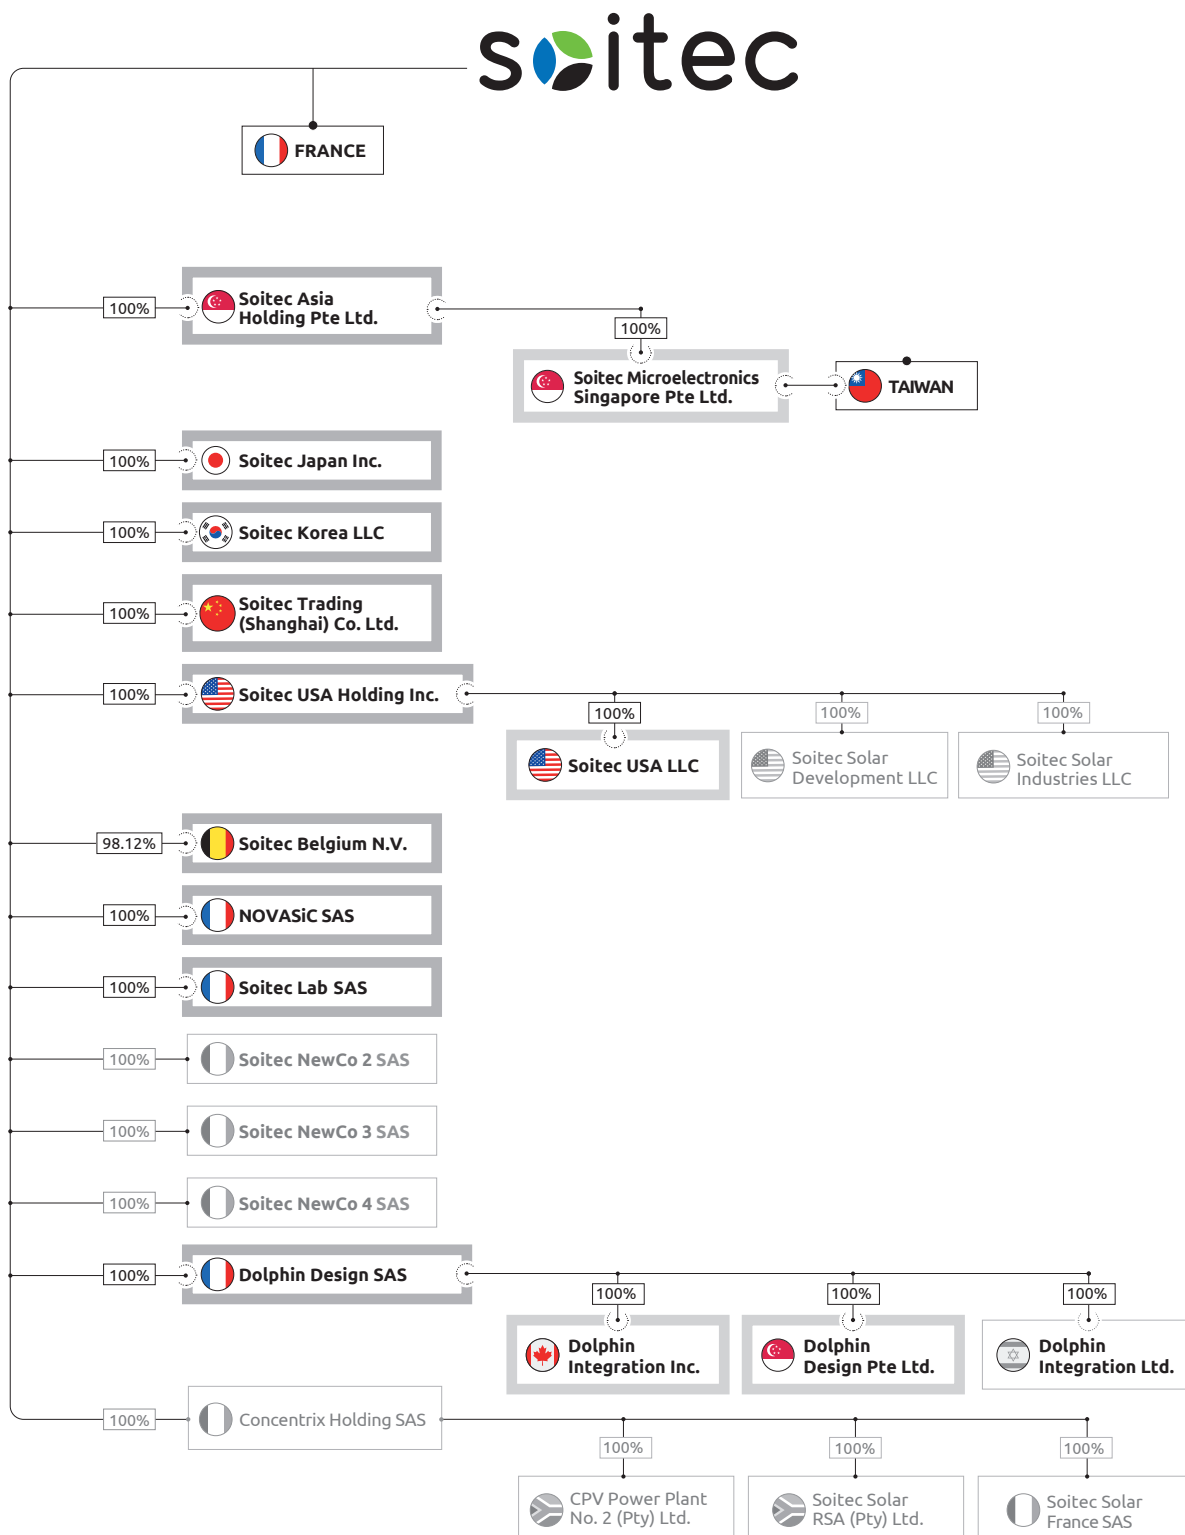 soitec
FRANCE
100%
Soitec Asia
Holding Pte Ltd.
100%
Soitec Microelectronics
Singapore Pte Ltd.
TAIWAN
100%
Soitec Japan Inc.
100%
Soitec Korea LLC
100%
Soitec Trading
(Shanghai) Co. Ltd.
100%
Soitec USA Holding Inc.
100%
100%
100%
Soitec USA LLC
Soitec Solar
Development LLC
Soitec Solar
Industries LLC
98.12%
Soitec Belgium N.V.
100%
NOVASiC SAS
100%
Soitec Lab SAS
100%
Soitec NewCo 2 SAS
100%
Soitec NewCo 3 SAS
100%
Soitec NewCo 4 SAS
100%
Dolphin Design SAS
100%
100%
100%
Dolphin
Integration Inc.
Dolphin
Design Pte Ltd.
Dolphin
Integration Ltd.
100%
Concentrix Holding SAS
100%
100%
100%
CPV Power Plant
No. 2 (Pty) Ltd.
Soitec Solar
RSA (Pty) Ltd.
Soitec Solar
France SAS